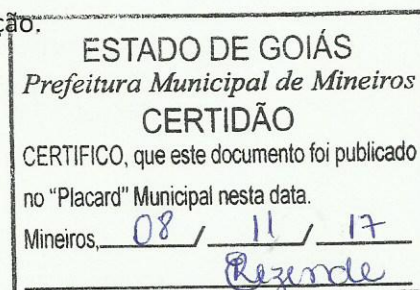 ção.
ESTADO DE GOIÁS
Prefeitura Municipal de Mineiros
CERTIDÃO
CERTIFICO, que este documento foi publicado
no "Placard" Municipal nesta data.
Mineiros, 08 / 11 / 17
Rezende